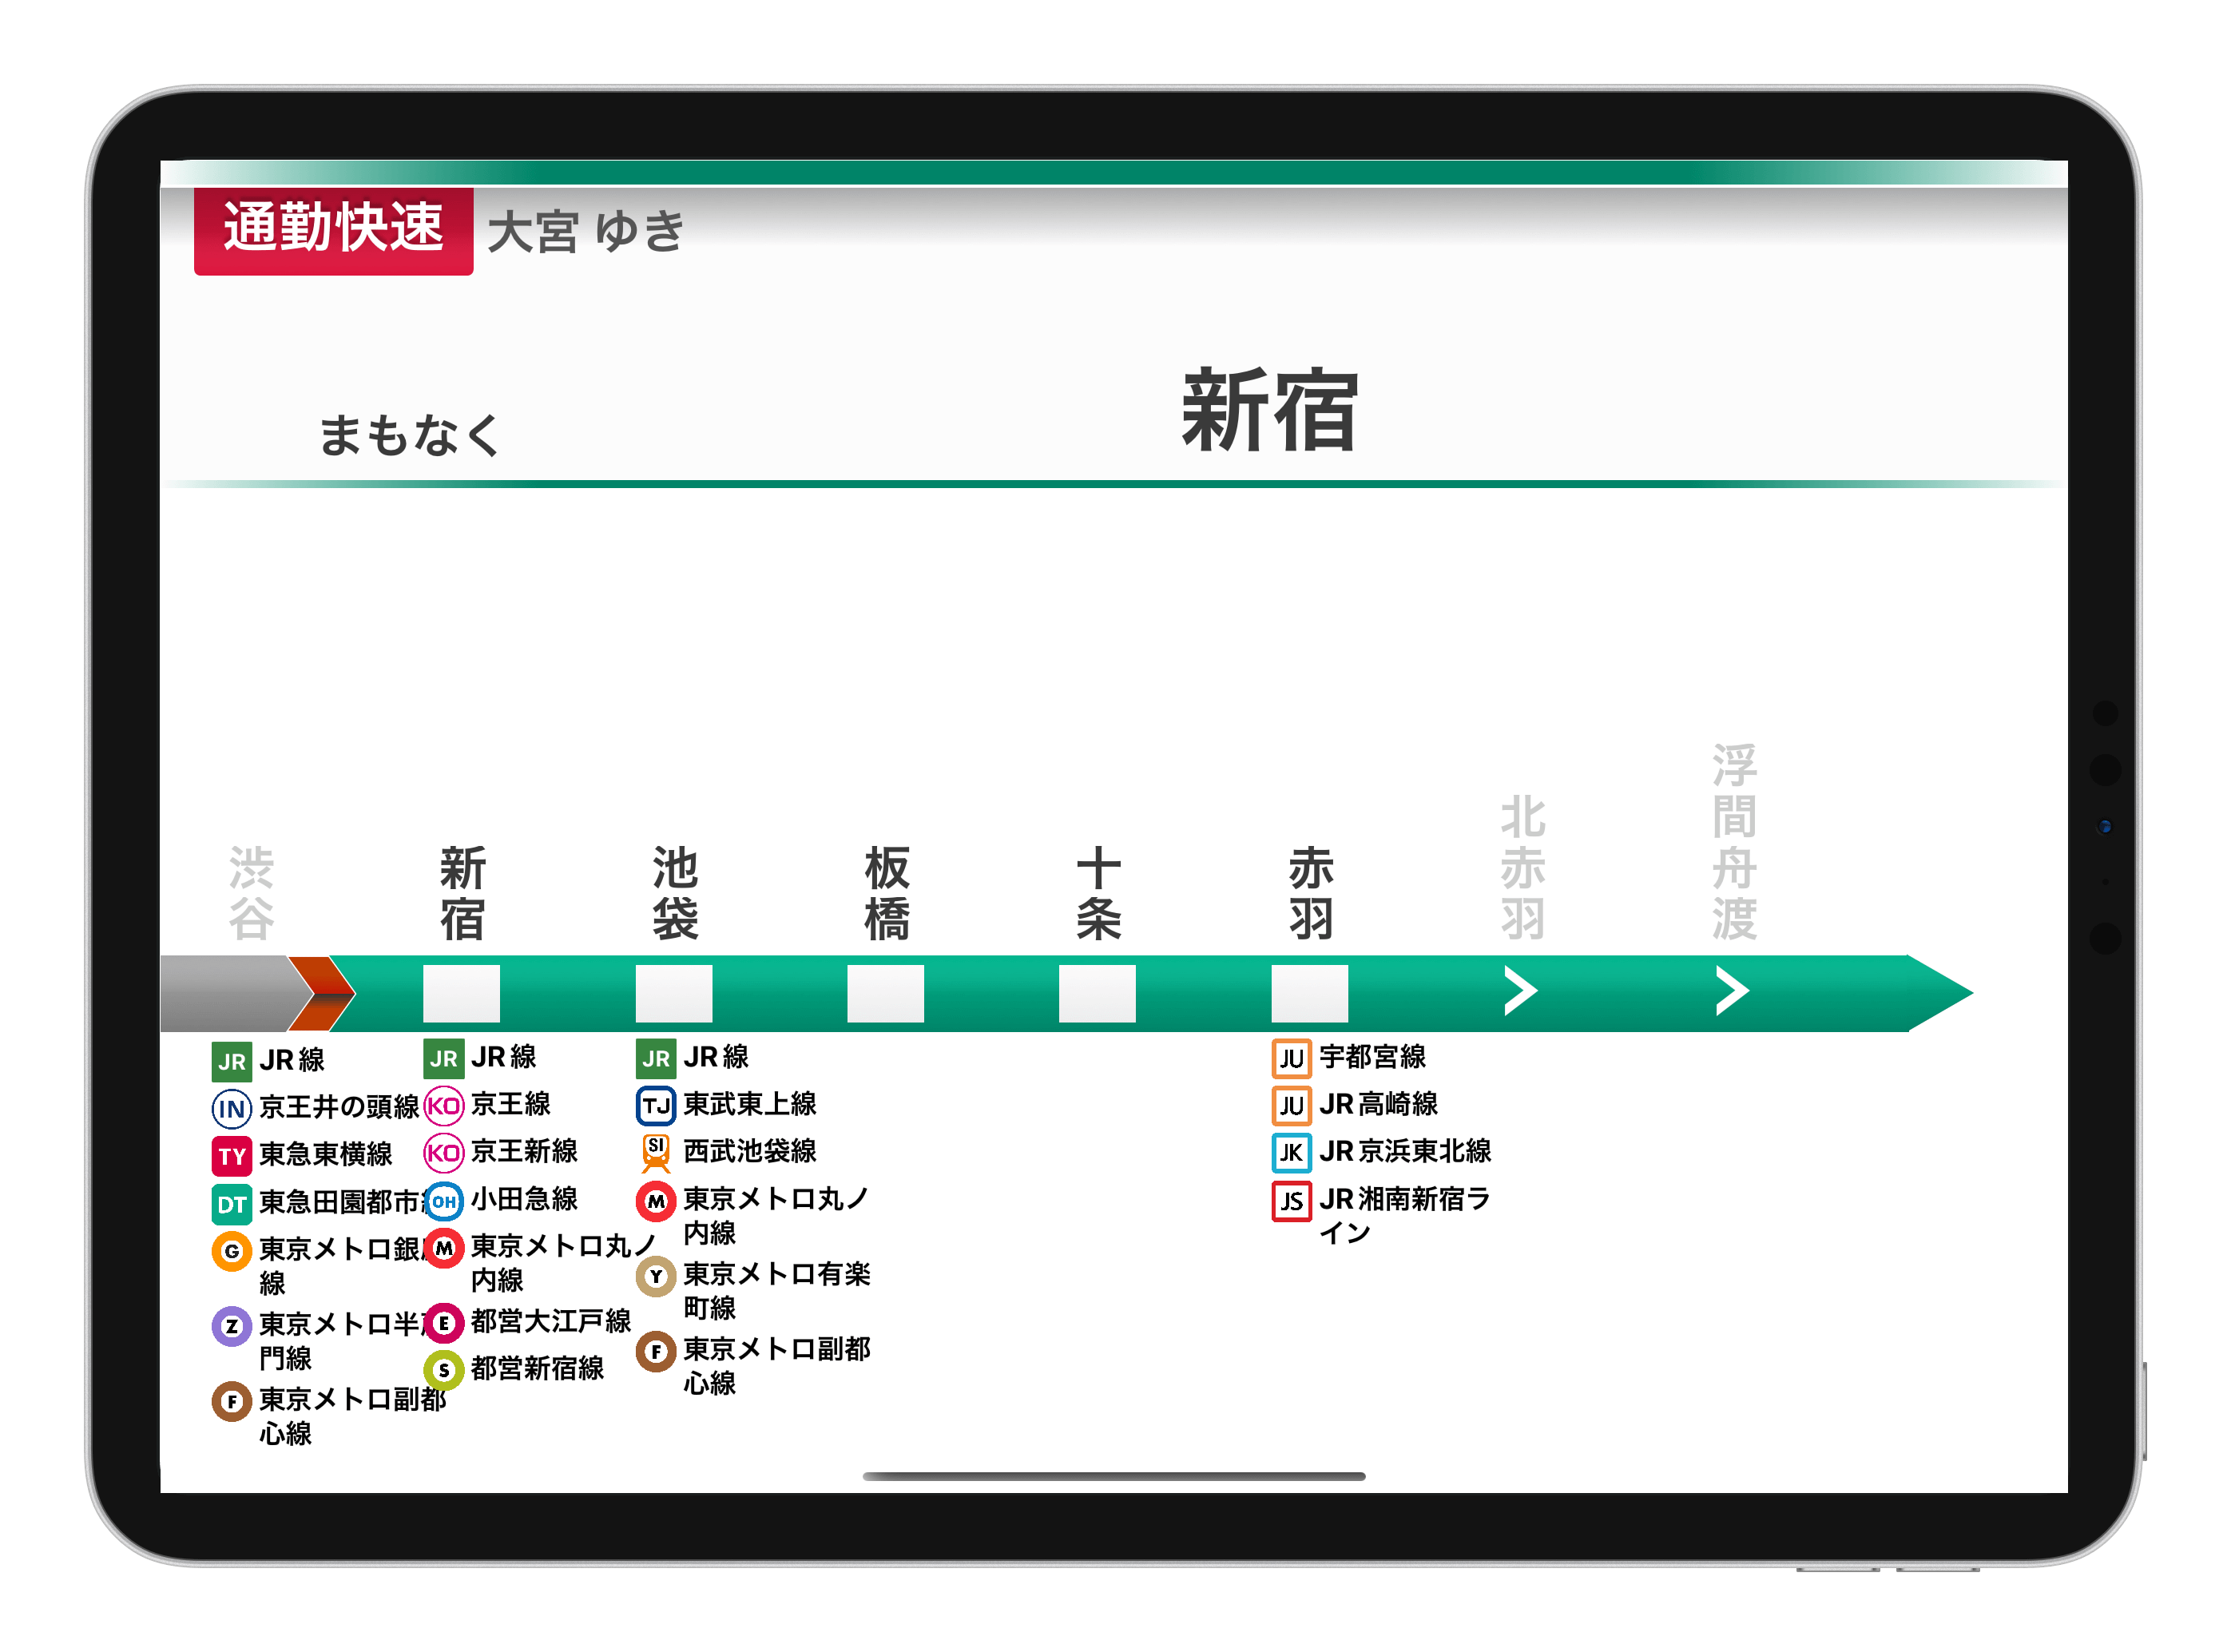 通勤快速 大宮 ゆき
まもなく 新宿
渋谷
新宿
池袋
板橋
十条
赤羽
北赤羽
浮間舟渡
JR JR線
IN 京王井の頭線
TY 東急東横線
DT 東急田園都市
G 東京メトロ銀
線
Z 東京メトロ半
門線
F 東京メトロ副都
心線
JR JR線
KO 京王線
KO 京王新線
OH 小田急線
M 東京メトロ丸ノ
内線
E 都営大江戸線
S 都営新宿線
JR JR線
TJ 東武東上線
SI 西武池袋線
M 東京メトロ丸ノ
内線
Y 東京メトロ有楽
町線
F 東京メトロ副都
心線
JU 宇都宮線
JU JR高崎線
JK JR京浜東北線
JS JR湘南新宿ラ
イン